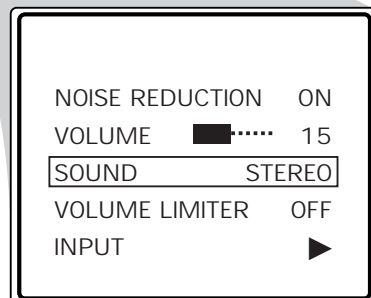 NOISE REDUCTION ON
VOLUME 15
SOUND STEREO
VOLUME LIMITER OFF
INPUT ▶